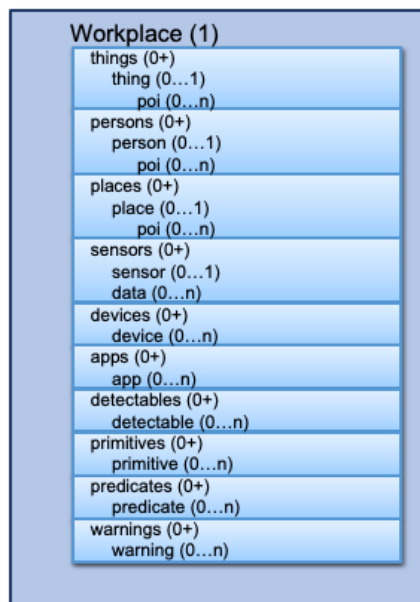 Workplace (1)
things (0+)
thing (0...1)
poi (0...n)
persons (0+)
person (0...1)
poi (0...n)
places (0+)
place (0...1)
poi (0...n)
sensors (0+)
sensor (0...1)
data (0...n)
devices (0+)
device (0...n)
apps (0+)
app (0...n)
detectables (0+)
detectable (0...n)
primitives (0+)
primitive (0...n)
predicates (0+)
predicate (0...n)
warnings (0+)
warning (0...n)